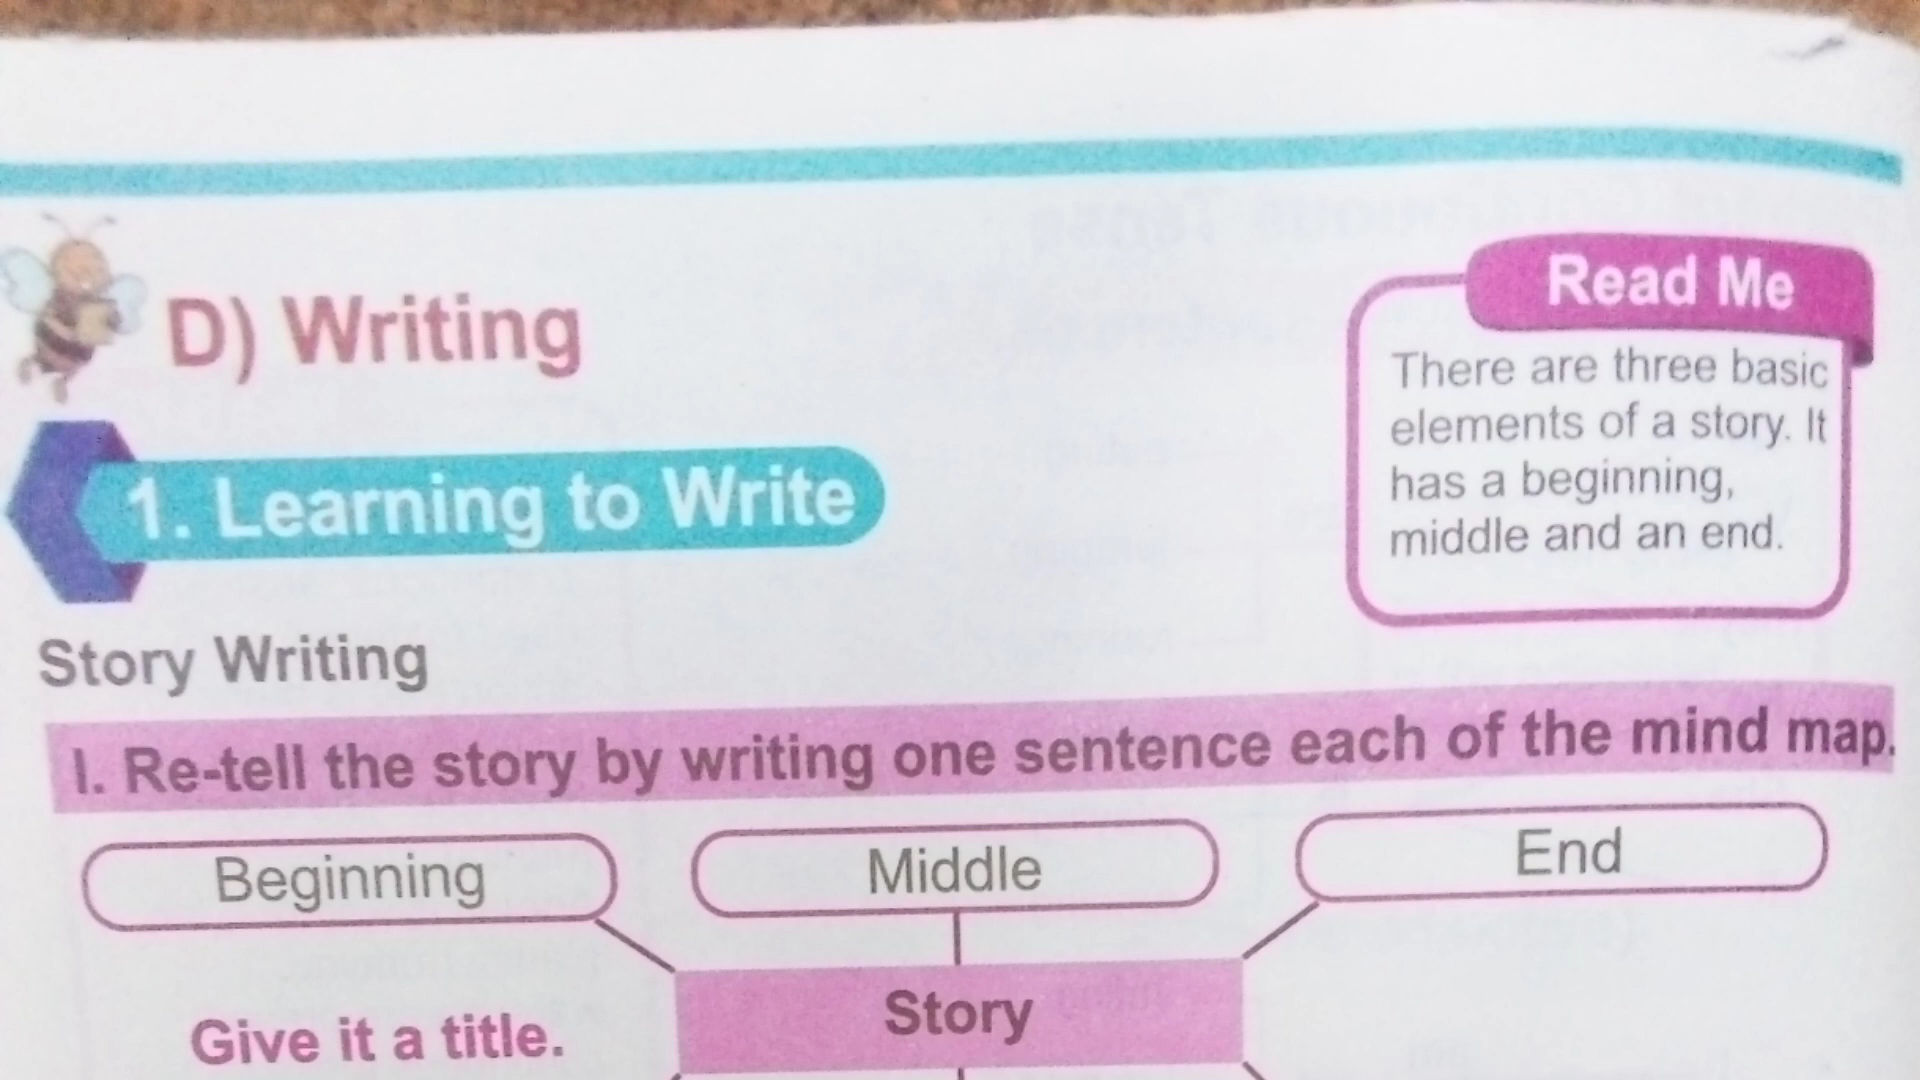 D) Writing
Read Me
There are three basic
elements of a story. It
has a beginning,
middle and an end.
1. Learning to Write
Story Writing
I. Re-tell the story by writing one sentence each of the mind map.
Beginning
Middle
End
Story
Give it a title.